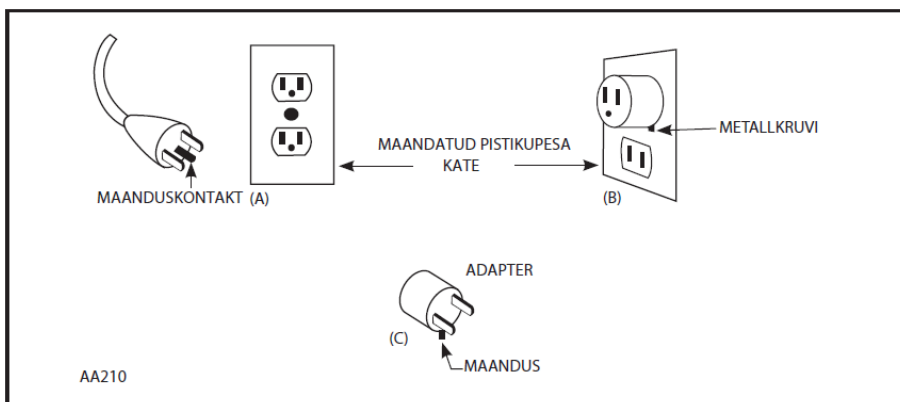 METALLKRUVI
MAANDATUD PISTIKUPESA
KATE
MAANDUSKONTAKT (A)
(B)
ADAPTER
(C)
MAANDUS
AA210